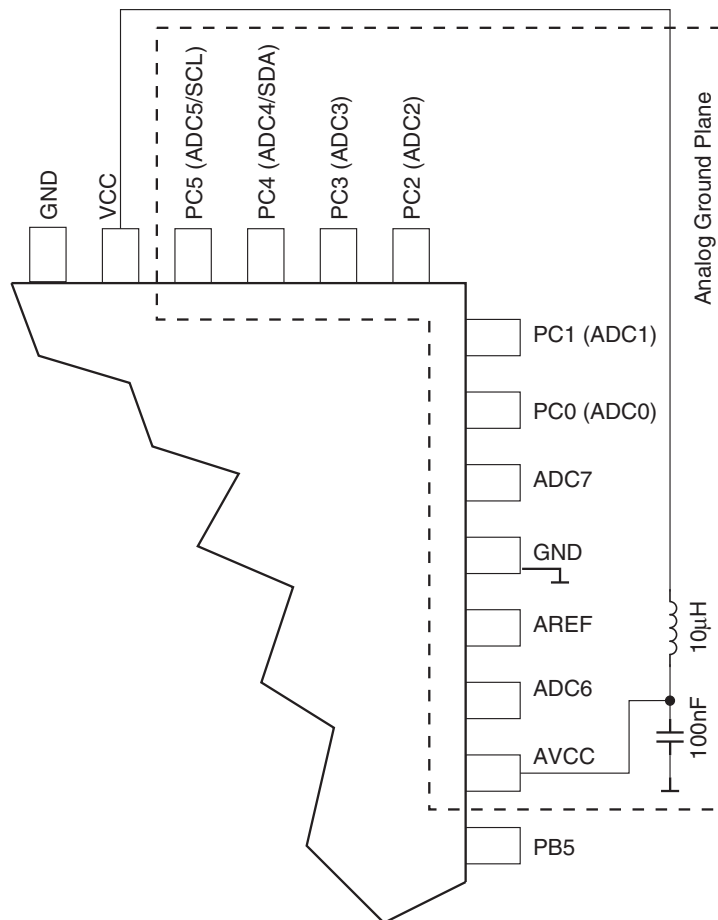 GND
VCC
PC5 (ADC5/SCL)
PC4 (ADC4/SDA)
PC3 (ADC3)
PC2 (ADC2)
Analog Ground Plane
PC1 (ADC1)
PC0 (ADC0)
ADC7
GND
AREF
10μH
ADC6
100nF
AVCC
PB5